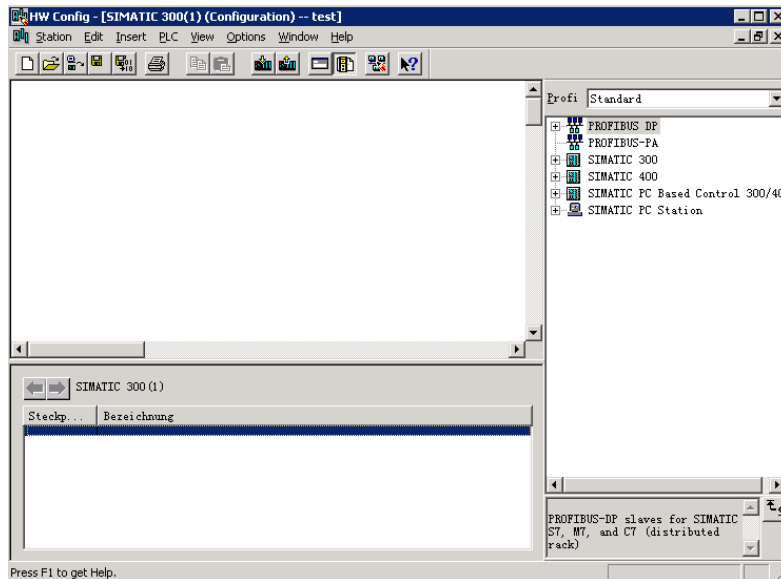 HW Config - [SIMATIC 300(1) (Configuration) -- test]
Station Edit Insert PLC View Options Window Help
Profi Standard
PROFIBUS DP
PROFIBUS-PA
SIMATIC 300
SIMATIC 400
SIMATIC PC Based Control 300/40
SIMATIC PC Station
SIMATIC 300(1)
Steckp... Bezeichnung
PROFIBUS-DP slaves for SIMATIC
S7, M7, and C7 (distributed
rack)
Press F1 to get Help.